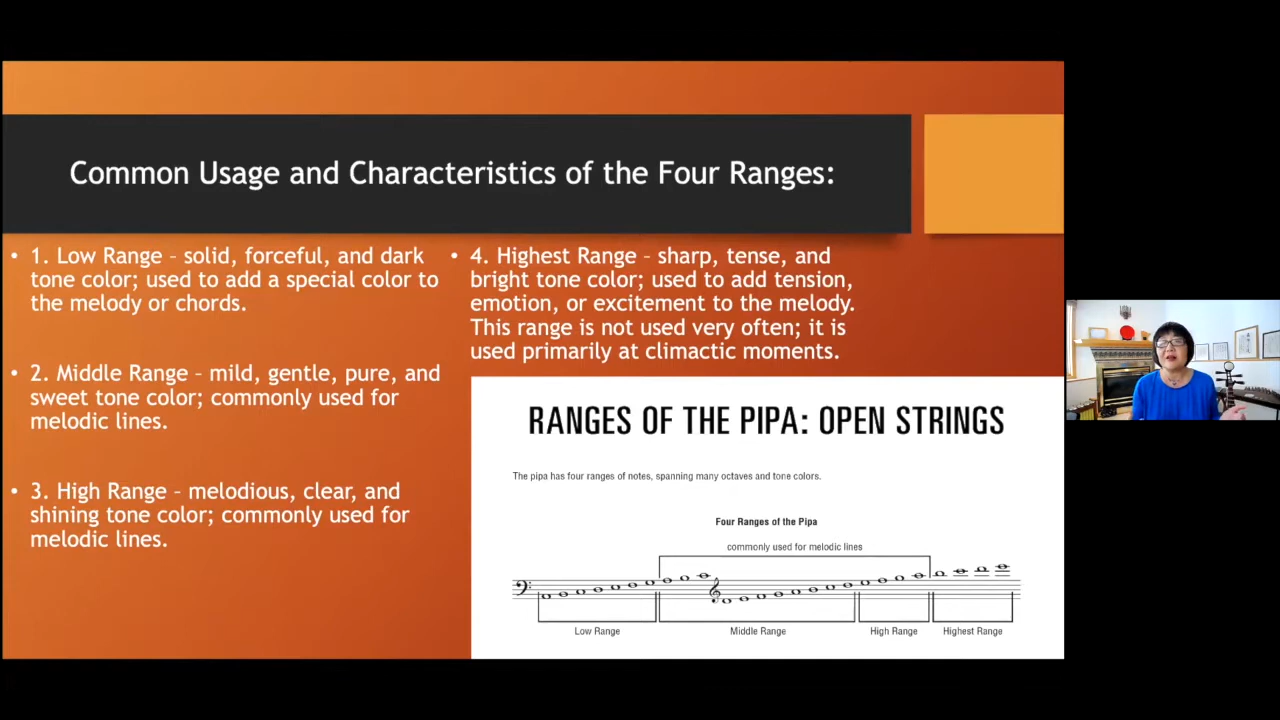 Common Usage and Characteristics of the Four Ranges:
• 1. Low Range – solid, forceful, and dark
tone color; used to add a special color to
the melody or chords.
• 2. Middle Range – mild, gentle, pure, and
sweet tone color; commonly used for
melodic lines.
• 3. High Range – melodious, clear, and
shining tone color; commonly used for
melodic lines.
• 4. Highest Range – sharp, tense, and
bright tone color; used to add tension,
emotion, or excitement to the melody.
This range is not used very often; it is
used primarily at climactic moments.
RANGES OF THE PIPA: OPEN STRINGS
The pipa has four ranges of notes, spanning many octaves and tone colors.
Four Ranges of the Pipa
commonly used for melodic lines
Low Range
Middle Range
High Range
Highest Range